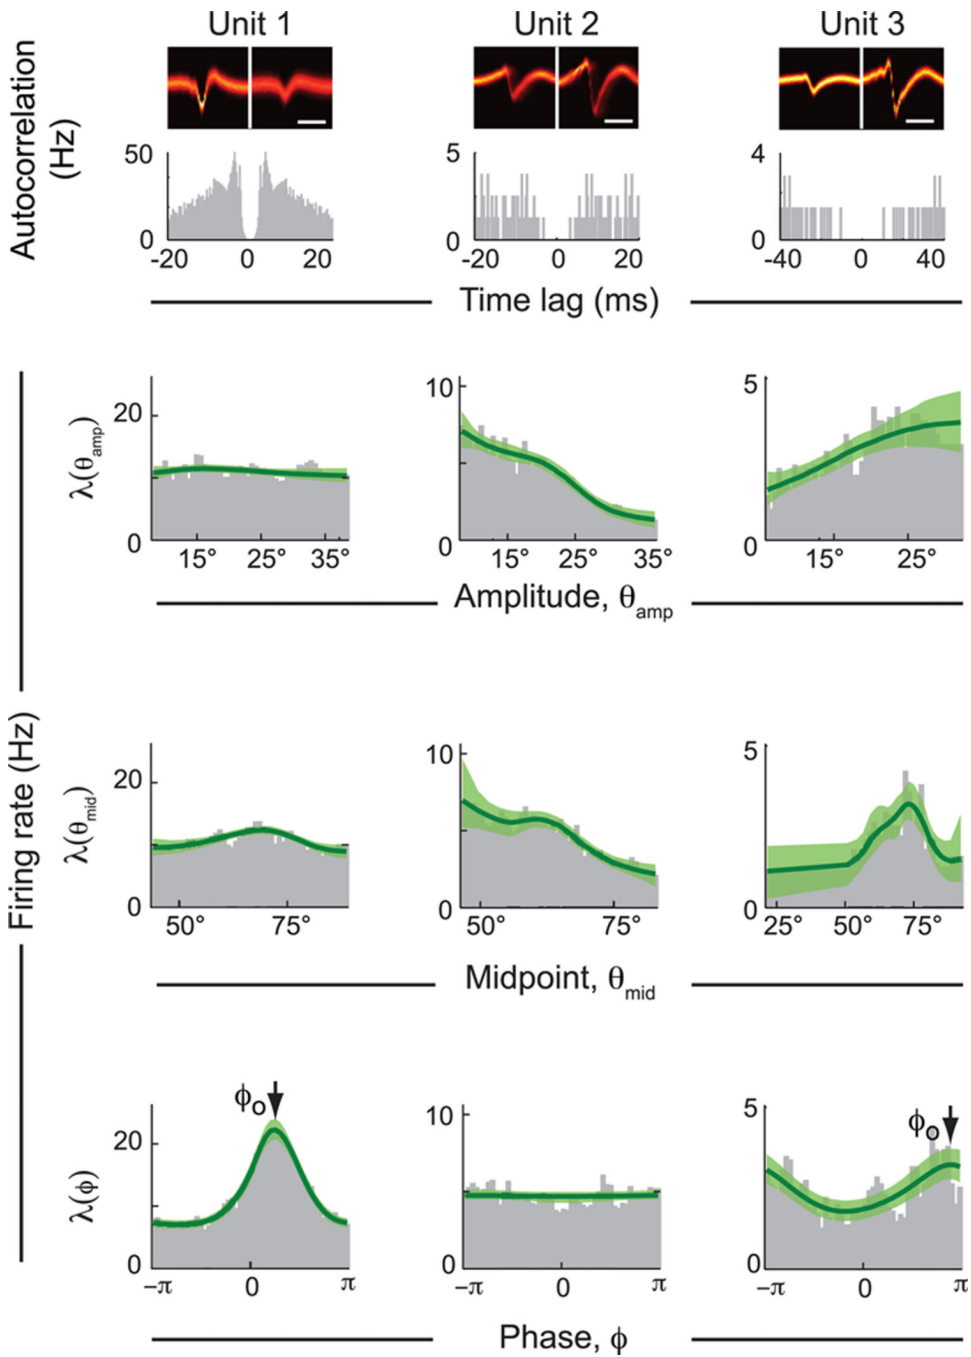 Unit 1 Unit 2 Unit 3
Autocorrelation
(Hz)
50 5 4
0 0 0
-20 0 20 -20 0 20 -40 0 40
Time lag (ms)
Firing rate (Hz)
λ(θamp)
20 10 5
0 0 0
15° 25° 35° 15° 25° 35° 15° 25°
Amplitude, θamp
λ(θmid)
20 10 5
0 0 0
50° 75° 50° 75° 25° 50° 75°
Midpoint, θmid
λ(ϕ)
ϕo ϕo
20 10 5
0 0 0
−π 0 π −π 0 π −π 0 π
Phase, ϕ